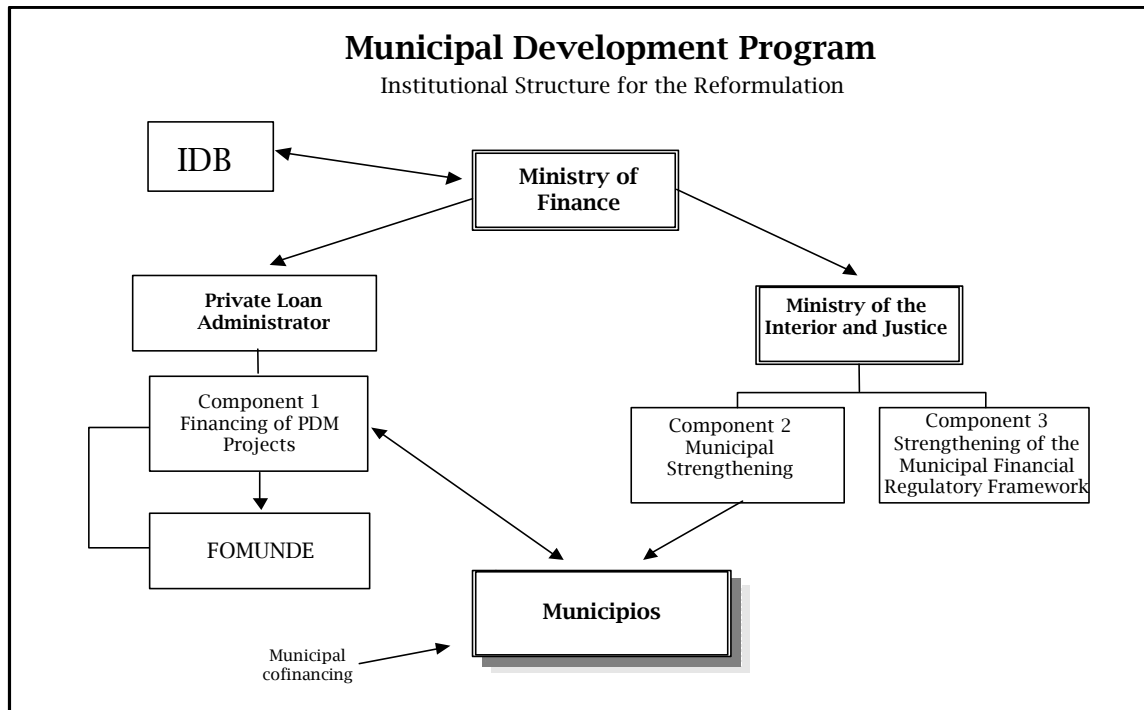 Municipal Development Program
Institutional Structure for the Reformulation
IDB
Ministry of
Finance
Private Loan
Administrator
Ministry of the
Interior and Justice
Component 1
Financing of PDM
Projects
Component 2
Municipal
Strengthening
Component 3
Strengthening of the
Municipal Financial
Regulatory Framework
FOMUNDE
Municipios
Municipal
cofinancing